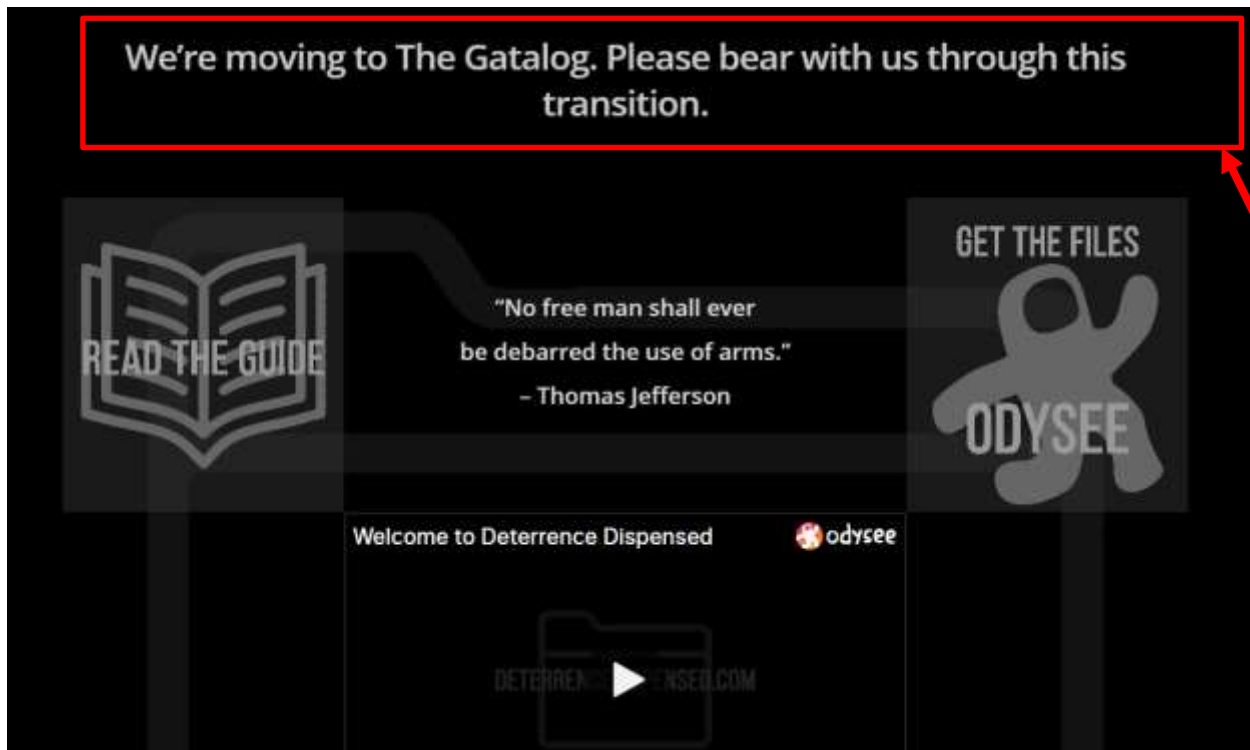 We're moving to The Gatalog. Please bear with us through this
transition.
READ THE GUIDE
“No free man shall ever
be debarred the use of arms.”
– Thomas Jefferson
GET THE FILES
ODYSEE
Welcome to Deterrence Dispensed
odysee